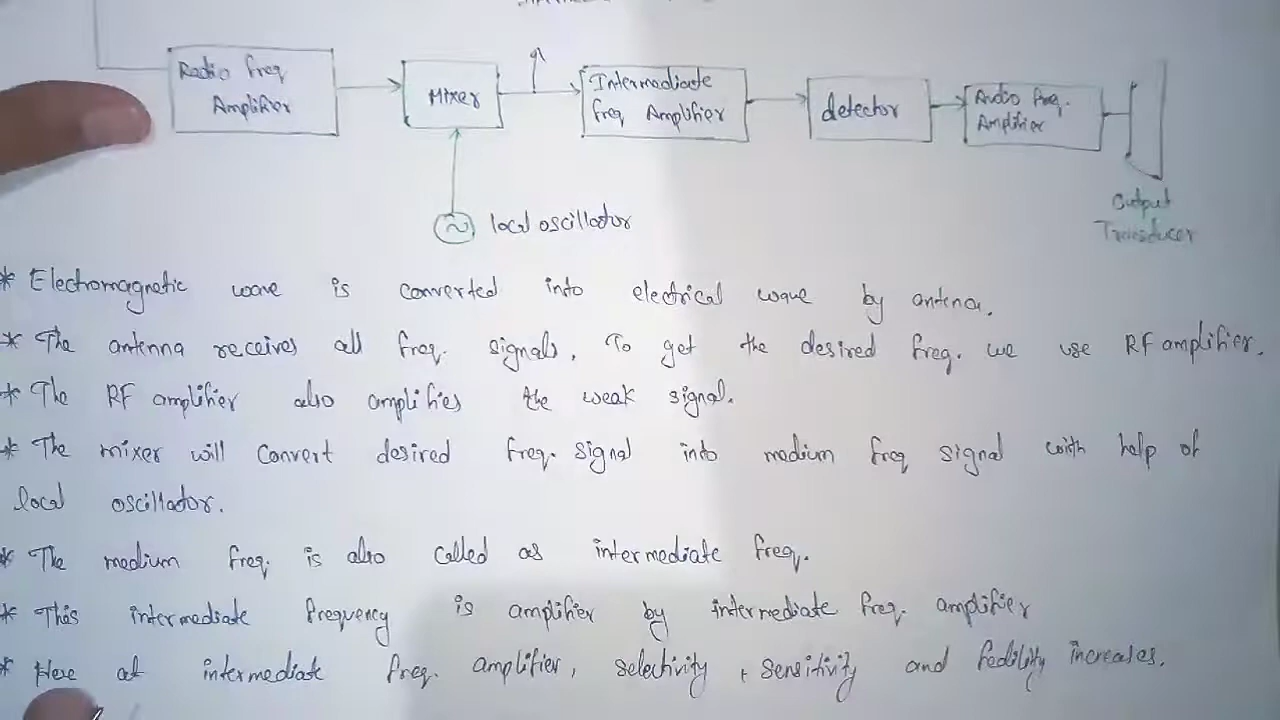 Radio freq
Amplifier
Mixer
Intermediate
freq Amplifier
detector
Audio freq.
Amplifier
local oscillator
Output
Transducer
* Electromagnetic wave is converted into electrical wave by antena.
* The antenna receives all freq. signals, To get the desired freq. we use RF amplifier.
* The RF amplifier also amplifies the weak signal.
* The mixer will convert desired freq. signal into medium freq signal with help of
local oscillator.
* The medium freq. is also called as intermediate freq.
* This intermediate frequency is amplifier by intermediate freq. amplifier
* Here at intermediate freq. amplifier, selectivity, sensitivity and fedility increases.